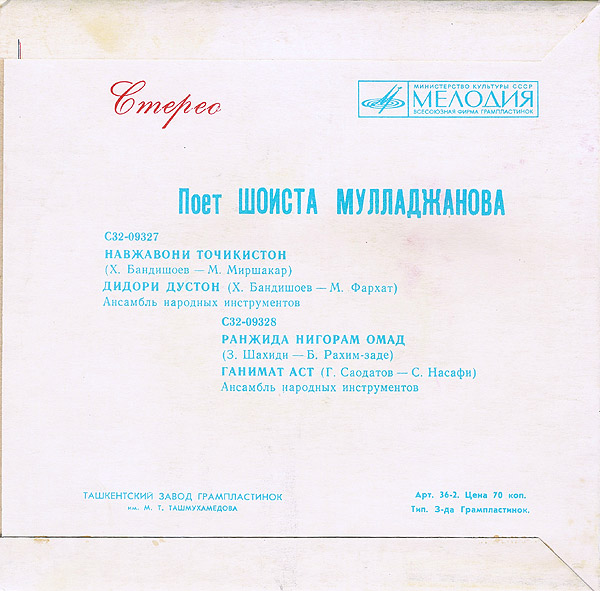 Стерео
МИНИСТЕРСТВО КУЛЬТУРЫ СССР
МЕЛОДИЯ
ВСЕСОЮЗНАЯ ФИРМА ГРАМПЛАСТИНОК
Поет ШОИСТА МУЛЛАДЖАНОВА
С32-09327
НАВЖАВОНИ ТОЧИКИСТОН
(Х. Бандишоев — М. Миршакар)
ДИДОРИ ДУСТОН (Х. Бандишоев — М. Фархат)
Ансамбль народных инструментов
С32-09328
РАНЖИДА НИГОРАМ ОМАД
(З. Шахиди — Б. Рахим-заде)
ГАНИМАТ АСТ (Г. Саодатов — С. Насафи)
Ансамбль народных инструментов
ТАШКЕНТСКИЙ ЗАВОД ГРАМПЛАСТИНОК
им. М. Т. ТАШМУХАМЕДОВА
Арт. 36-2. Цена 70 коп.
Тип. З-да Грампластинок.